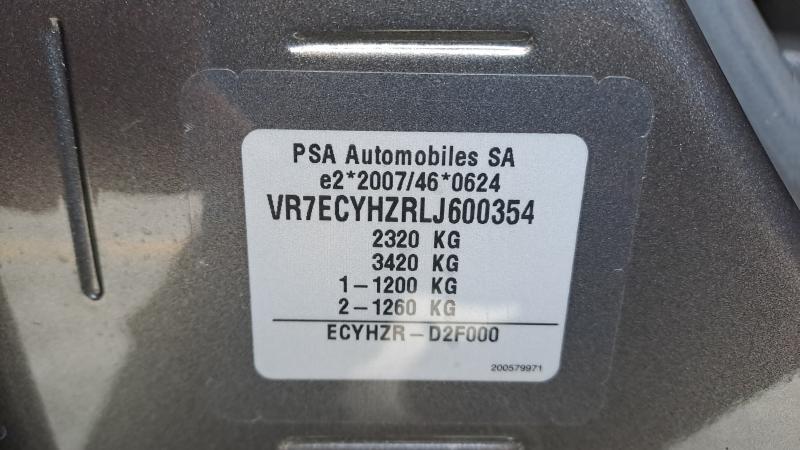 PSA Automobiles SA
e2*2007/46*0624
VR7ECYHZRLJ600354
2320 KG
3420 KG
1-1200 KG
2-1260 KG
ECYHZR-D2F000
200579971